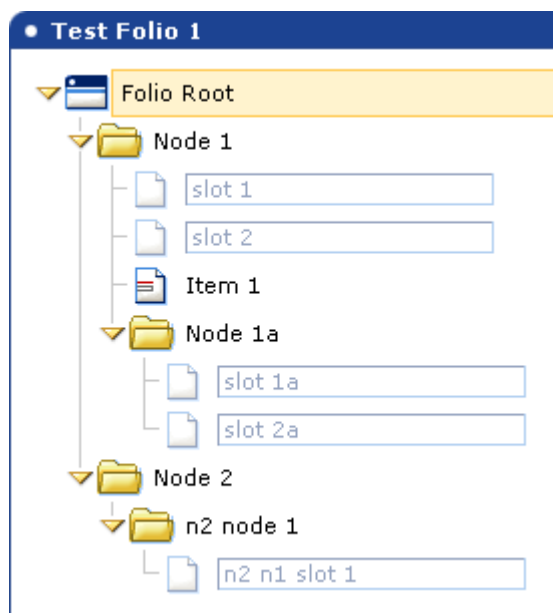 Test Folio 1
Folio Root
Node 1
slot 1
slot 2
Item 1
Node 1a
slot 1a
slot 2a
Node 2
n2 node 1
n2 n1 slot 1